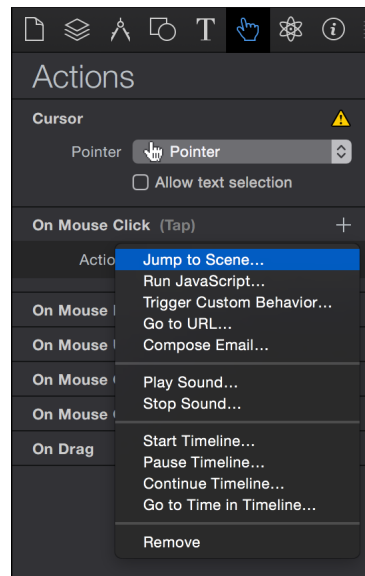 T
Actions
Cursor
Pointer Pointer
Allow text selection
On Mouse Click (Tap)
Actio
Jump to Scene...
Run JavaScript...
Trigger Custom Behavior...
Go to URL...
Compose Email...
On Mouse
On Mouse
On Mouse
On Mouse
On Drag
Play Sound...
Stop Sound...
Start Timeline...
Pause Timeline...
Continue Timeline...
Go to Time in Timeline...
Remove